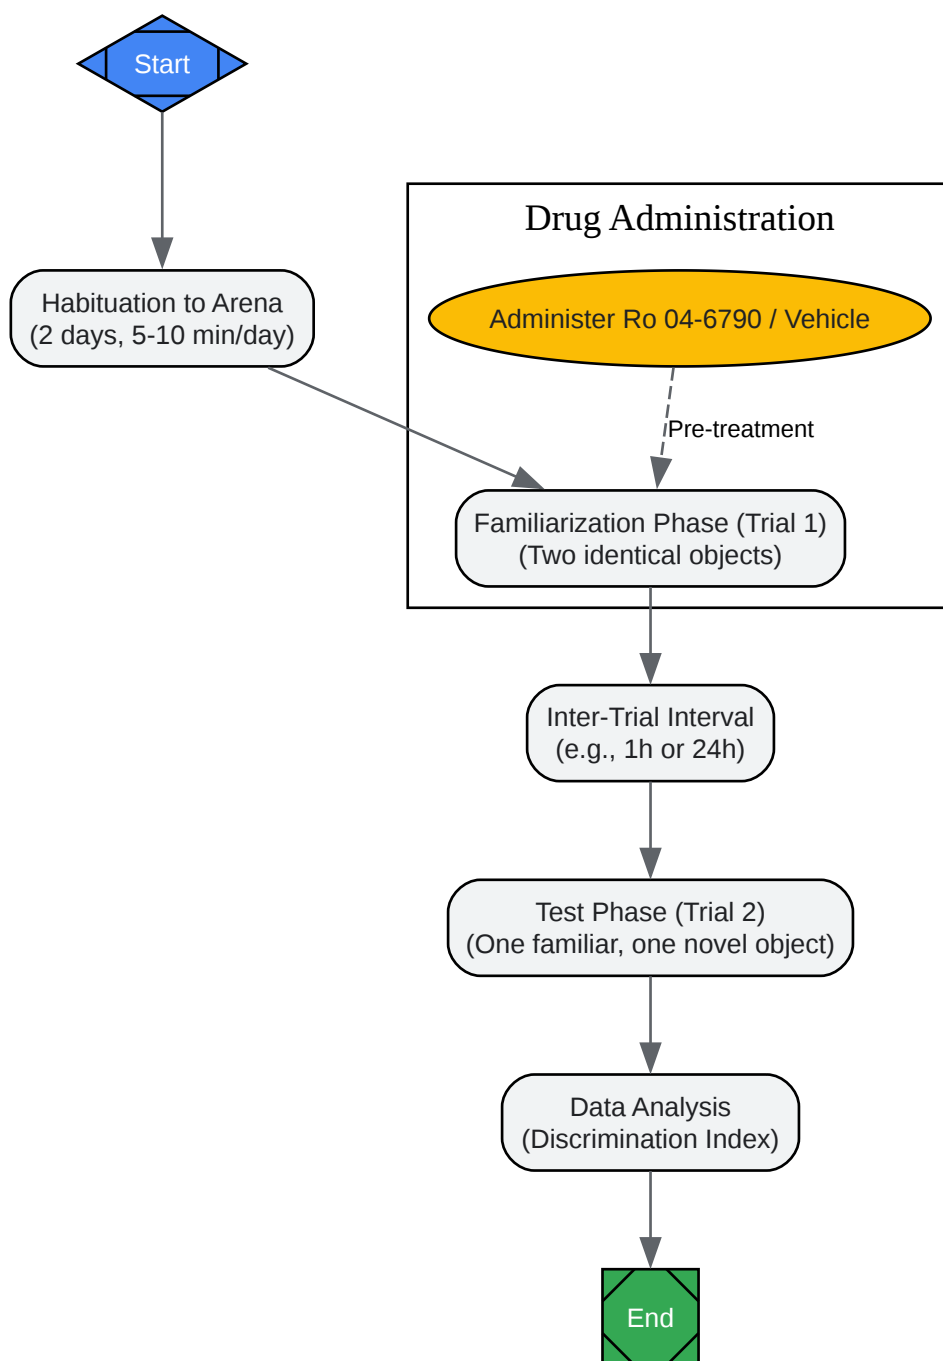 Start
Habituation to Arena
(2 days, 5-10 min/day)
Drug Administration
Administer Ro 04-6790 / Vehicle
Pre-treatment
Familiarization Phase (Trial 1)
(Two identical objects)
Inter-Trial Interval
(e.g., 1h or 24h)
Test Phase (Trial 2)
(One familiar, one novel object)
Data Analysis
(Discrimination Index)
End